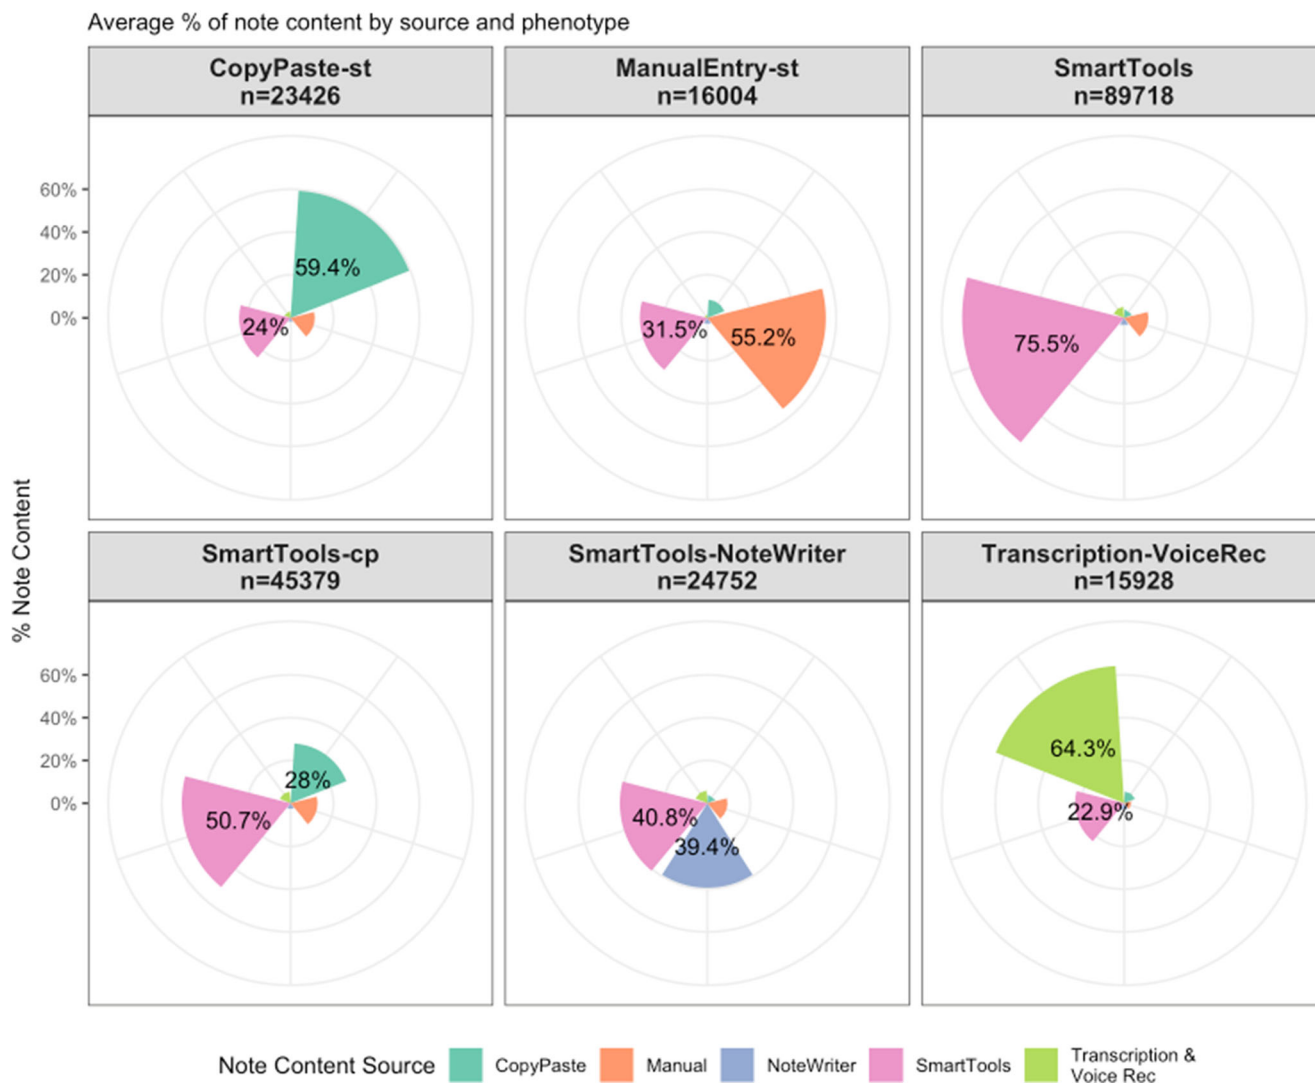 Average % of note content by source and phenotype
CopyPaste-st
n=23426
ManualEntry-st
n=16004
SmartTools
n=89718
60%
40%
20%
0%
59.4%
24%
31.5%
55.2%
75.5%
% Note Content
SmartTools-cp
n=45379
SmartTools-NoteWriter
n=24752
Transcription-VoiceRec
n=15928
60%
40%
20%
0%
28%
50.7%
40.8%
39.4%
64.3%
22.9%
Note Content Source
CopyPaste
Manual
NoteWriter
SmartTools
Transcription &
Voice Rec